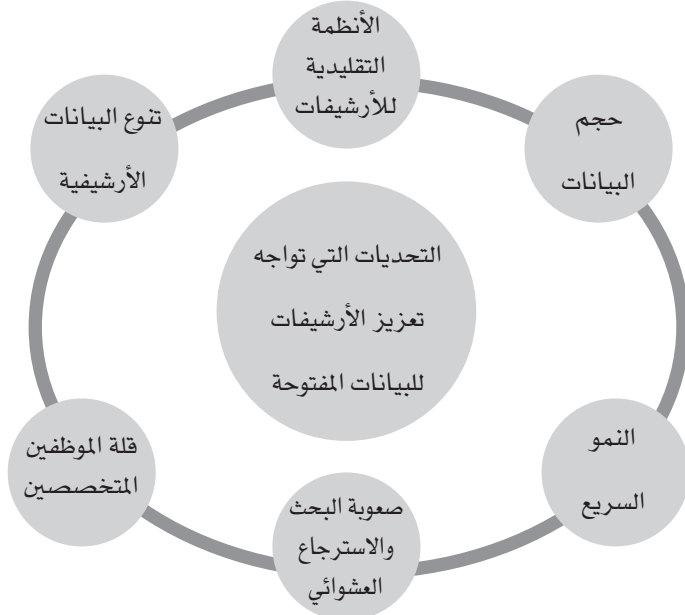 الأنظمة
التقليدية
للأرشيفات
حجم
البيانات
تنوع البيانات
الأرشيفية
التحديات التي تواجه
تعزيز الأرشيفات
للبيانات المفتوحة
النمو
السريع
قلة الموظفين
المتخصصين
صعوبة البحث
والاسترجاع
العشوائي